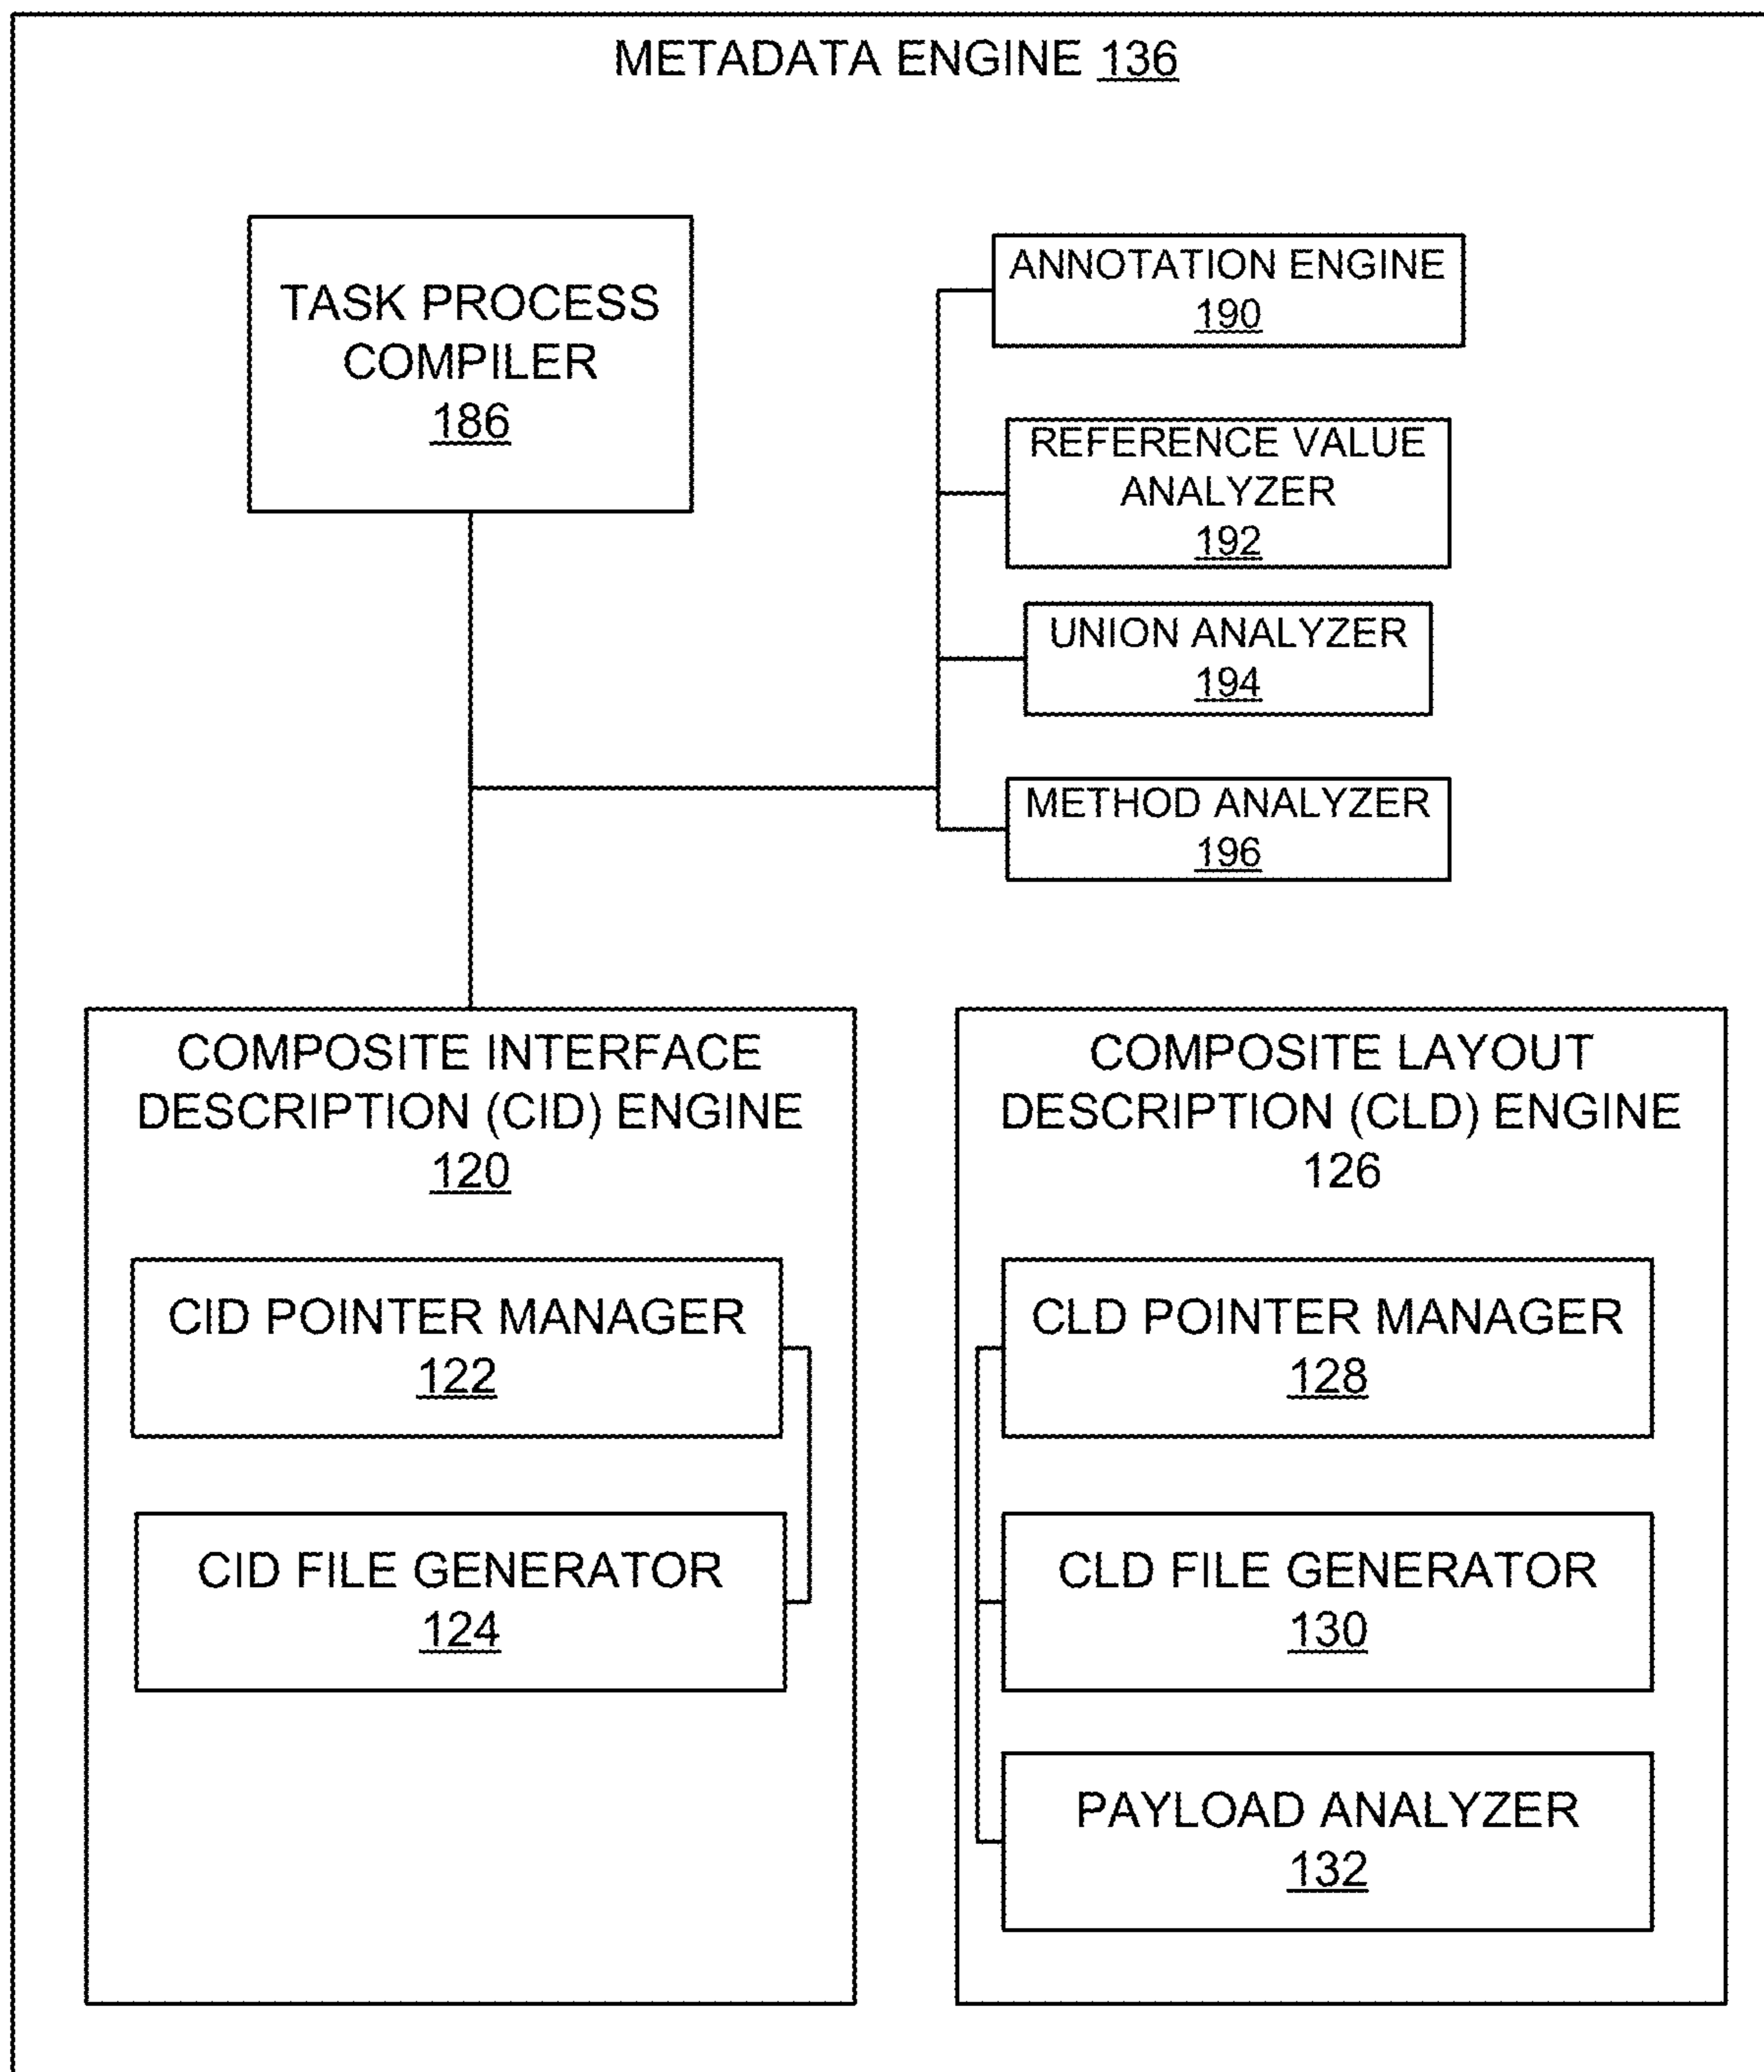 METADATA ENGINE 136
TASK PROCESS
COMPILER
186
ANNOTATION ENGINE
190
REFERENCE VALUE
ANALYZER
192
UNION ANALYZER
194
METHOD ANALYZER
196
COMPOSITE INTERFACE
DESCRIPTION (CID) ENGINE
120
CID POINTER MANAGER
122
CID FILE GENERATOR
124
COMPOSITE LAYOUT
DESCRIPTION (CLD) ENGINE
126
CLD POINTER MANAGER
128
CLD FILE GENERATOR
130
PAYLOAD ANALYZER
132